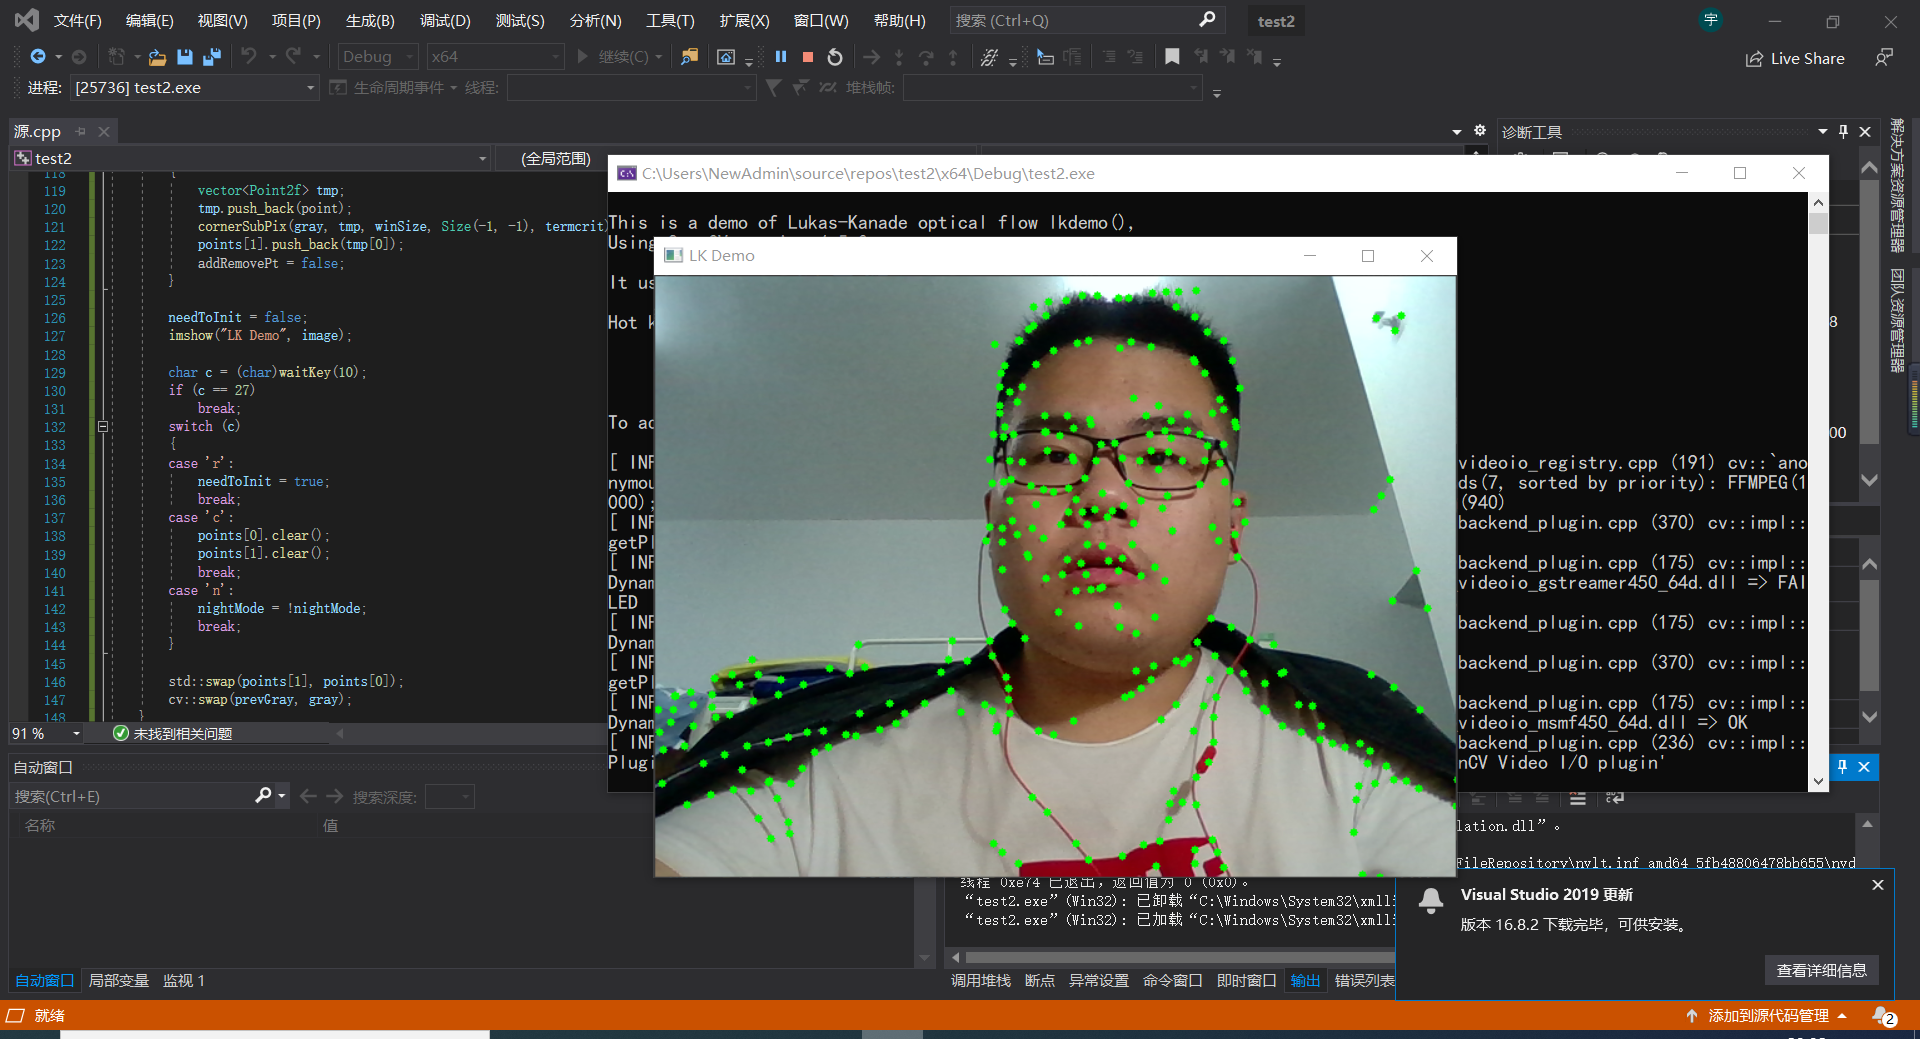 文件(F) 编辑(E) 视图(V) 项目(P) 生成(B) 调试(D) 测试(S) 分析(N) 工具(T) 扩展(X) 窗口(W) 帮助(H) 搜索 (Ctrl+Q) test2 宇
Debug x64 继续(C) Live Share
进程: [25736] test2.exe 生命周期事件 线程: 堆栈帧:
源.cpp
test2 (全局范围)
诊断工具
解决方案资源管理器
团队资源管理器
118 {
119 vector<Point2f> tmp;
120 tmp.push_back(point);
121 cornerSubPix(gray, tmp, winSize, Size(-1, -1), termcrit)
122 points[1].push_back(tmp[0]);
123 addRemovePt = false;
124 }
125
126 needToInit = false;
127 imshow("LK Demo", image);
128
129 char c = (char)waitKey(10);
130 if (c == 27)
131 break;
132 switch (c)
133 {
134 case 'r':
135 needToInit = true;
136 break;
137 case 'c':
138 points[0].clear();
139 points[1].clear();
140 break;
141 case 'n':
142 nightMode = !nightMode;
143 break;
144 }
145
146 std::swap(points[1], points[0]);
147 cv::swap(prevGray, gray);
148 }
91 % 未找到相关问题
C:\Users\NewAdmin\source\repos\test2\x64\Debug\test2.exe
This is a demo of Lukas-Kanade optical flow lkdemo(),
Using
It us
Hot k
To ad
[ INF videoio_registry.cpp (191) cv::`ano
nymou ds(7, sorted by priority): FFMPEG(1
000); (940)
[ INF backend_plugin.cpp (370) cv::impl::
getPl
[ INF backend_plugin.cpp (175) cv::impl::
Dynam videoio_gstreamer450_64d.dll => FAI
LED
[ INF backend_plugin.cpp (175) cv::impl::
Dynam
[ INF backend_plugin.cpp (370) cv::impl::
getPl
[ INF backend_plugin.cpp (175) cv::impl::
Dynam videoio_msmf450_64d.dll => OK
[ INF backend_plugin.cpp (236) cv::impl::
Plugi nCV Video I/O plugin'
LK Demo
8
00
自动窗口
搜索(Ctrl+E) 搜索深度:
名称 值
lation.dll”。
FileRepository\nvlt.inf_amd64_5fb48806478bb655\nvd
线程 0xe74 已退出，返回值为 0 (0x0)。
“test2.exe”(Win32): 已卸载“C:\Windows\System32\xmlli
“test2.exe”(Win32): 已加载“C:\Windows\System32\xmlli
Visual Studio 2019 更新
版本 16.8.2 下载完毕，可供安装。
查看详细信息
自动窗口 局部变量 监视 1
调用堆栈 断点 异常设置 命令窗口 即时窗口 输出 错误列表
就绪 添加到源代码管理 2